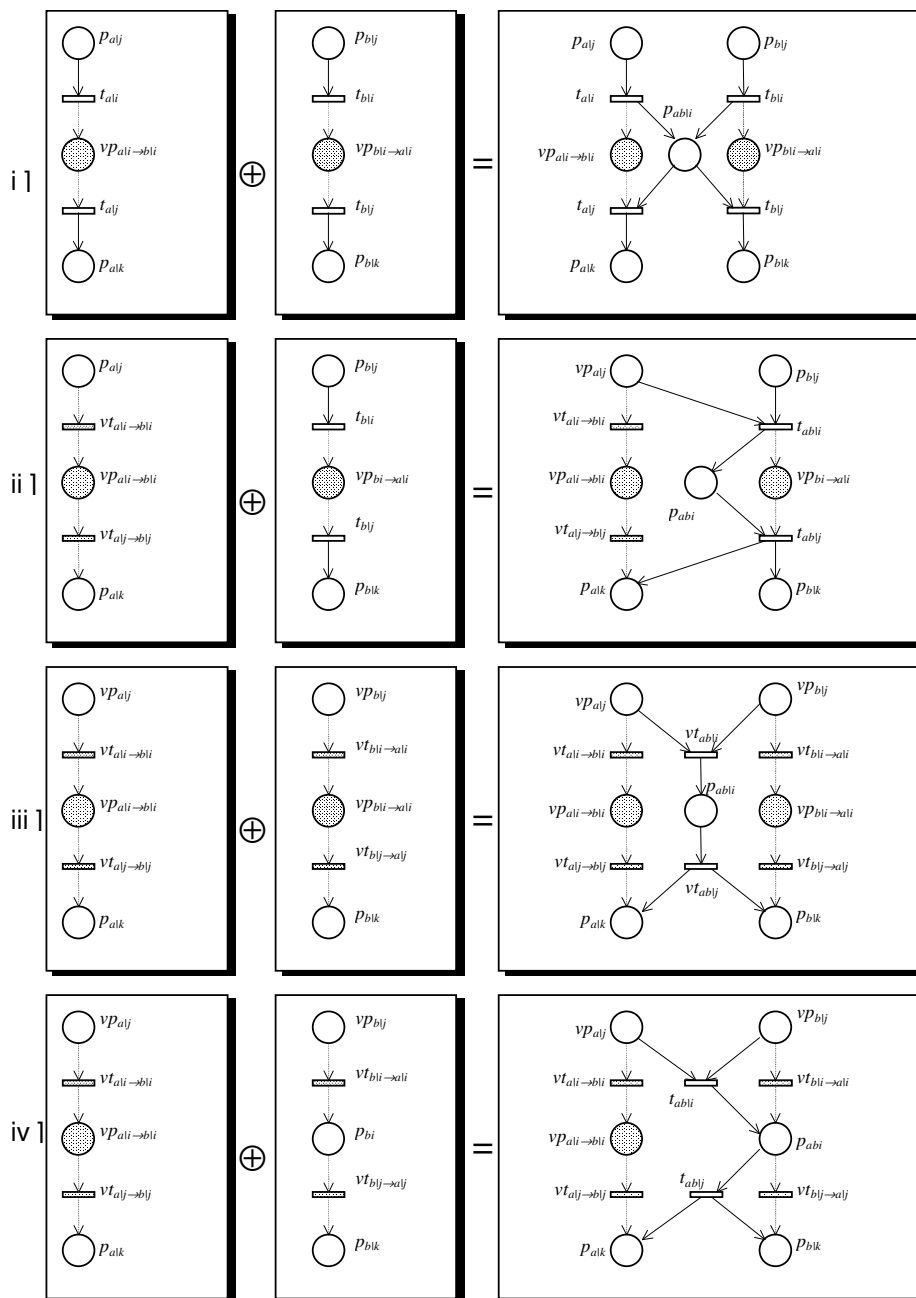 p_{a|j} p_{b|j} p_{a|j} p_{b|j}
t_{a|i} t_{b|i} t_{a|i} p_{ab|i} t_{b|i}
i] vp_{a|i→b|i} ⊕ vp_{b|i→a|i} = vp_{a|i→b|i} vp_{b|i→a|i}
t_{a|j} t_{b|j} t_{a|j} t_{b|j}
p_{a|k} p_{b|k} p_{a|k} p_{b|k}
p_{a|j} p_{b|j} vp_{a|j} p_{b|j}
vt_{a|i→b|i} t_{b|i} vt_{a|i→b|i} t_{ab|i}
ii] vp_{a|i→b|i} ⊕ vp_{bi→a|i} = vp_{a|i→b|i} p_{abi} vp_{bi→a|i}
vt_{a|j→b|j} t_{b|j} vt_{a|j→b|j} t_{ab|j}
p_{a|k} p_{b|k} p_{a|k} p_{b|k}
vp_{a|j} vp_{b|j} vp_{a|j} vp_{b|j}
vt_{a|i→b|i} vt_{b|i→a|i} vt_{a|i→b|i} vt_{ab|i} vt_{b|i→a|i}
iii] vp_{a|i→b|i} ⊕ vp_{b|i→a|i} = vp_{a|i→b|i} p_{ab|i} vp_{b|i→a|i}
vt_{a|j→b|j} vt_{b|j→a|j} vt_{a|j→b|j} vt_{ab|j} vt_{b|j→a|j}
p_{a|k} p_{b|k} p_{a|k} p_{b|k}
vp_{a|j} vp_{b|j} vp_{a|j} vp_{b|j}
vt_{a|i→b|i} vt_{b|i→a|i} vt_{a|i→b|i} t_{ab|i} vt_{b|i→a|i}
iv] vp_{a|i→b|i} ⊕ p_{bi} = vp_{a|i→b|i} p_{abi}
vt_{a|j→b|j} vt_{b|j→a|j} vt_{a|j→b|j} t_{ab|j} vt_{b|j→a|j}
p_{a|k} p_{b|k} p_{a|k} p_{b|k}